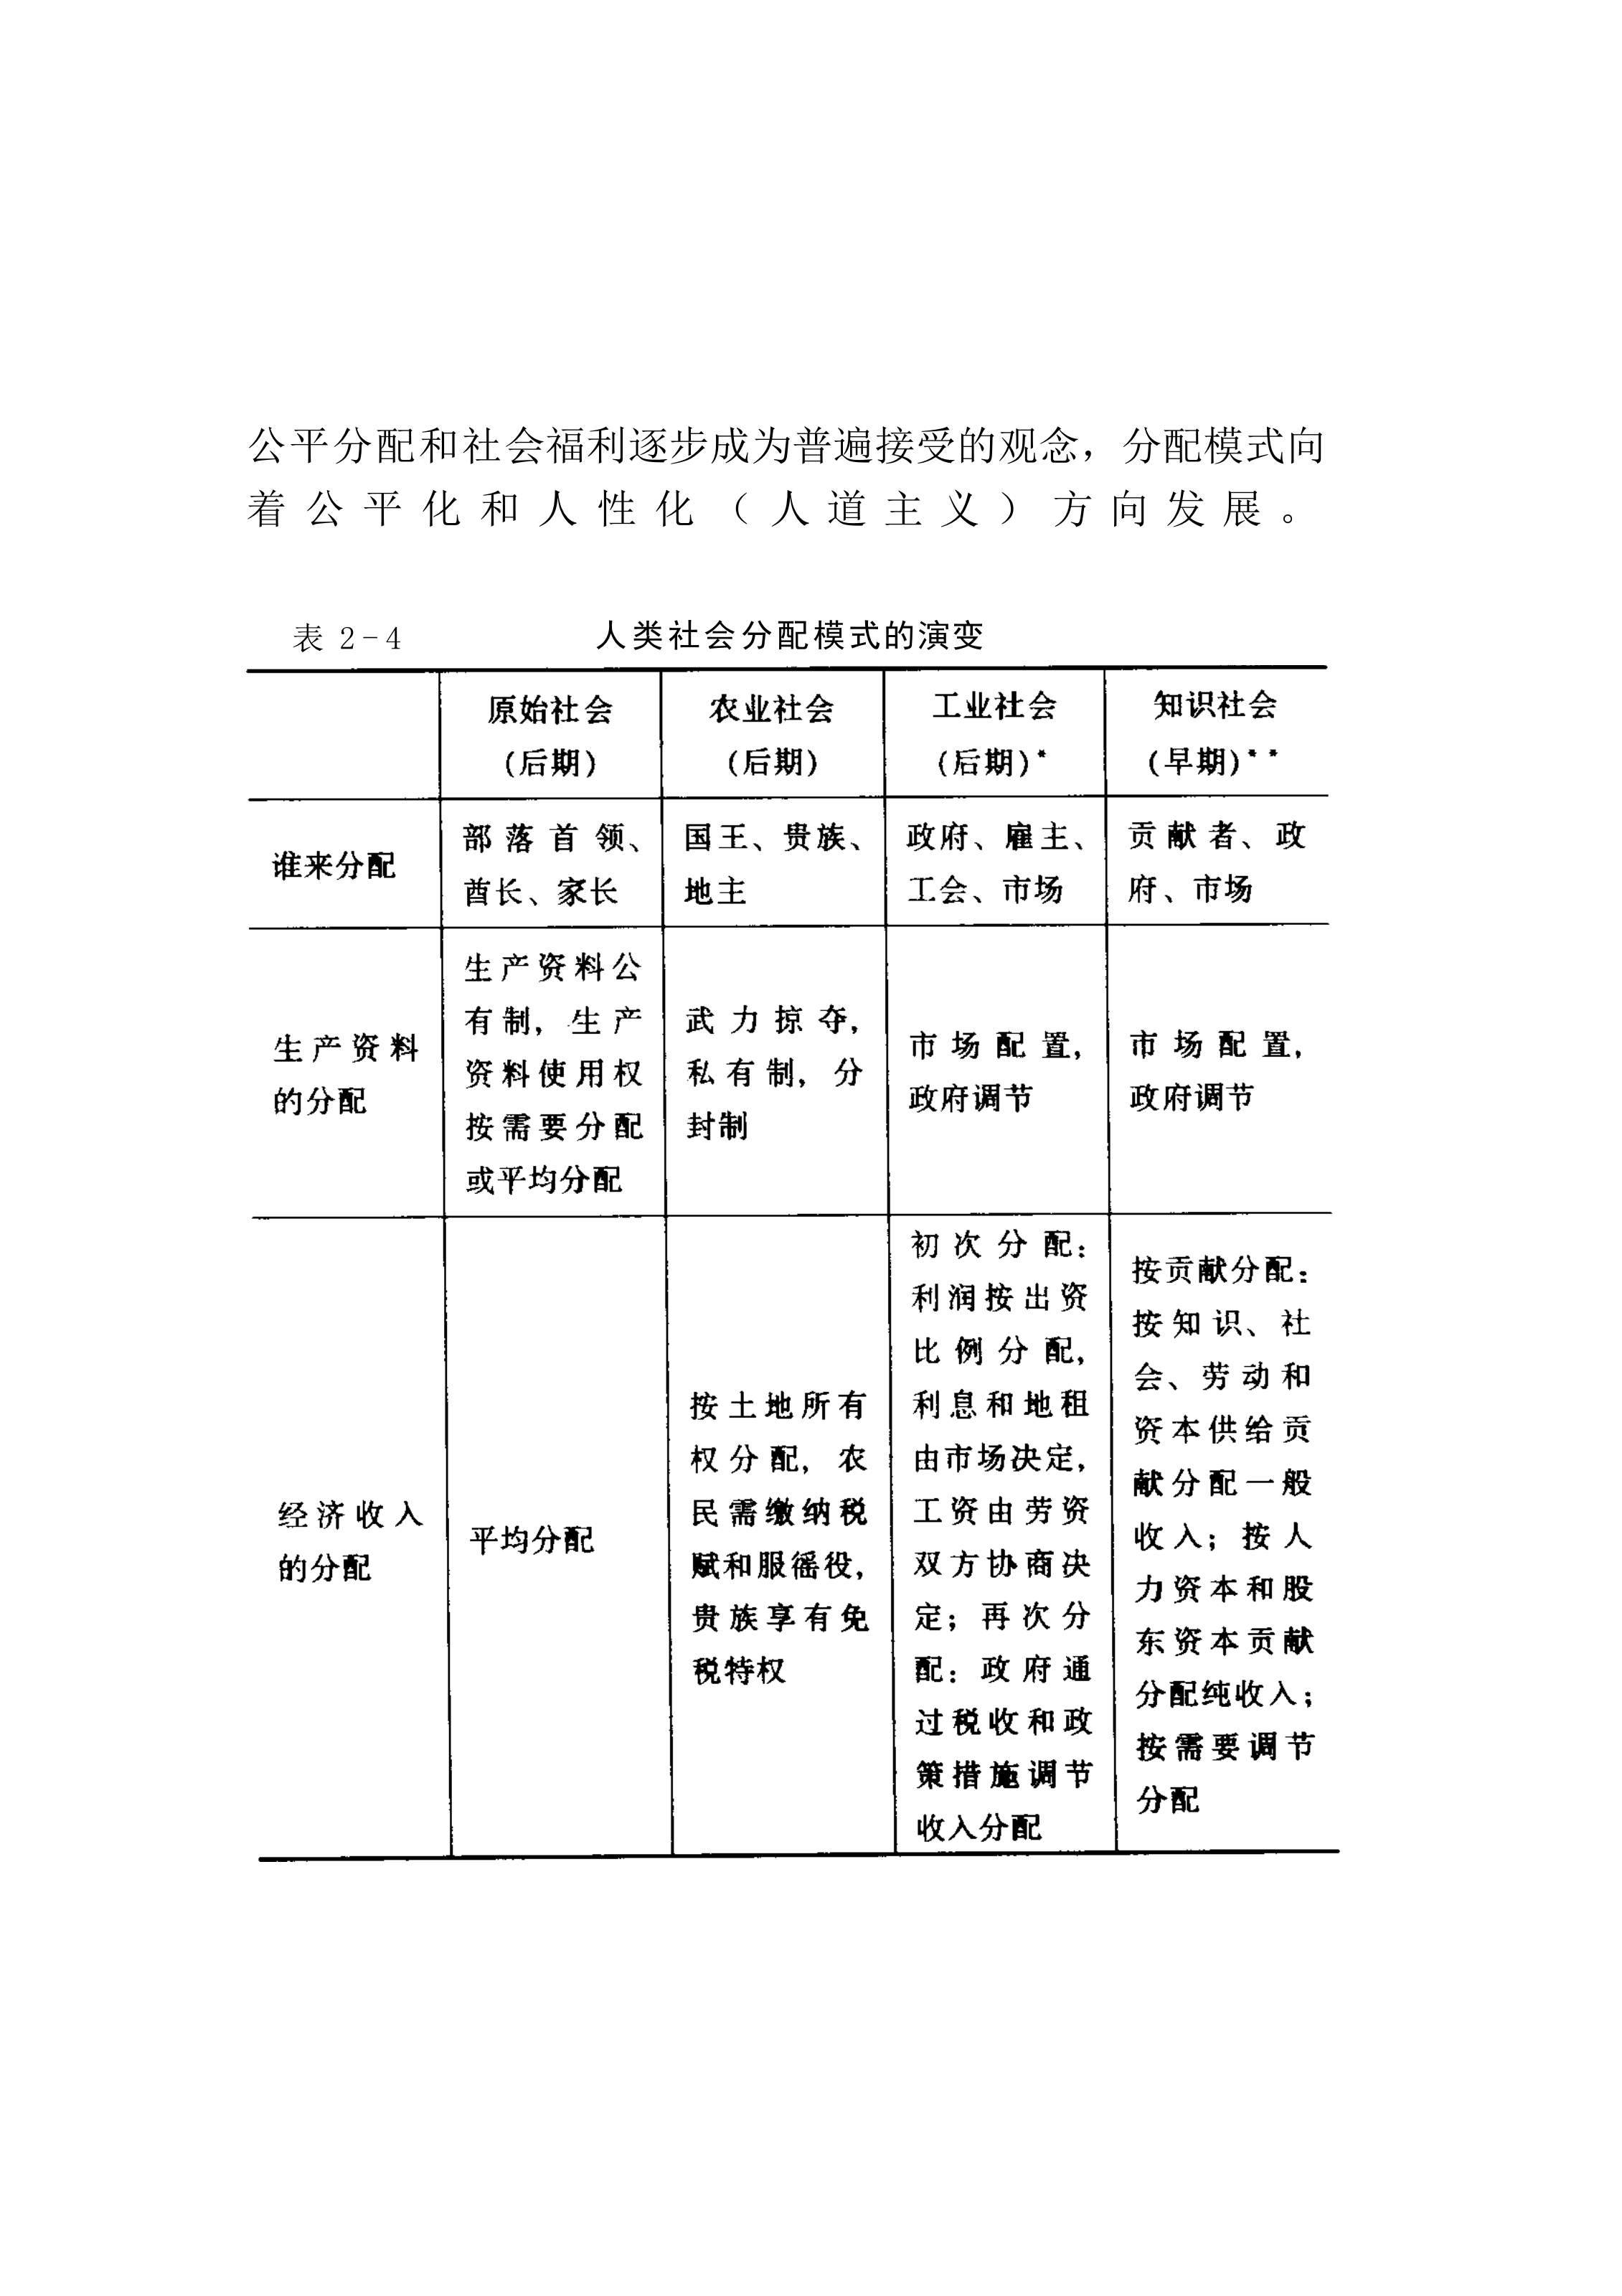 公平分配和社会福利逐步成为普遍接受的观念，分配模式向
着公平化和人性化（人道主义）方向发展。
表 2-4 人类社会分配模式的演变
原始社会
(后期)
农业社会
(后期)
工业社会
(后期)*
知识社会
(早期)**
谁来分配
部落首领、
酋长、家长
国王、贵族、
地主
政府、雇主、
工会、市场
贡献者、政
府、市场
生产资料
的分配
生产资料公
有制，生产
资料使用权
按需要分配
或平均分配
武力掠夺，
私有制，分
封制
市场配置，
政府调节
市场配置，
政府调节
经济收入
的分配
平均分配
按土地所有
权分配，农
民需缴纳税
赋和服徭役，
贵族享有免
税特权
初次分配：
利润按出资
比例分配，
利息和地租
由市场决定，
工资由劳资
双方协商决
定；再次分
配：政府通
过税收和政
策措施调节
收入分配
按贡献分配：
按知识、社
会、劳动和
资本供给贡
献分配一般
收入；按人
力资本和股
东资本贡献
分配纯收入；
按需要调节
分配